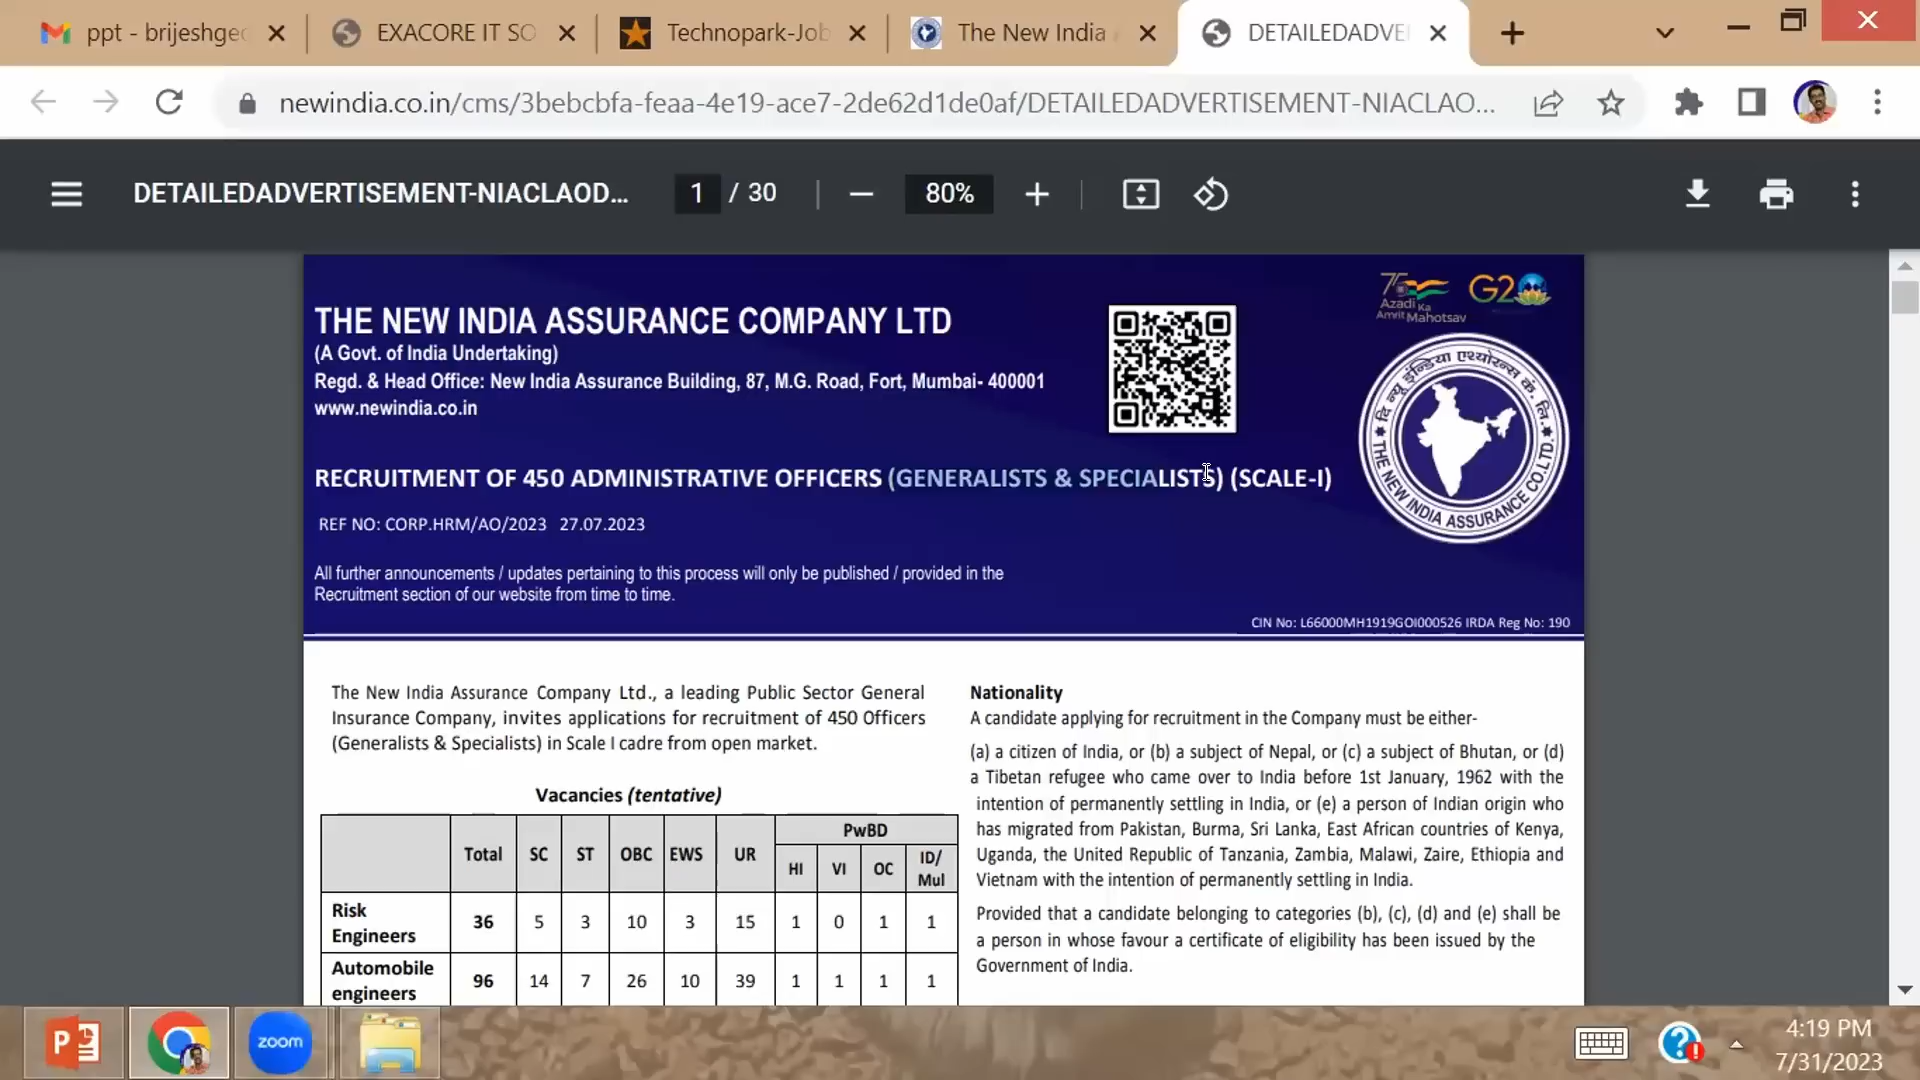 ppt - brijeshgec
EXACORE IT SO
Technopark-Job
The New India
DETAILEDADVE
newindia.co.in/cms/3bebcbfa-feaa-4e19-ace7-2de62d1de0af/DETAILEDADVERTISEMENT-NIACLAO...
DETAILEDADVERTISEMENT-NIACLAOD...
1 / 30
80%
75 Azadi Ka Amrit Mahotsav
G20
THE NEW INDIA ASSURANCE COMPANY LTD
(A Govt. of India Undertaking)
Regd. & Head Office: New India Assurance Building, 87, M.G. Road, Fort, Mumbai- 400001
www.newindia.co.in
दि न्यू इन्डिया एश्योरन्स कं. लि.
THE NEW INDIA ASSURANCE CO.LTD.
RECRUITMENT OF 450 ADMINISTRATIVE OFFICERS (GENERALISTS & SPECIALISTS) (SCALE-I)
REF NO: CORP.HRM/AO/2023 27.07.2023
All further announcements / updates pertaining to this process will only be published / provided in the
Recruitment section of our website from time to time.
CIN No: L66000MH1919GOI000526 IRDA Reg No: 190
The New India Assurance Company Ltd., a leading Public Sector General
Insurance Company, invites applications for recruitment of 450 Officers
(Generalists & Specialists) in Scale I cadre from open market.
Vacancies (tentative)
Total SC ST OBC EWS UR PwBD
HI VI OC ID/ Mul
Risk Engineers 36 5 3 10 3 15 1 0 1 1
Automobile engineers 96 14 7 26 10 39 1 1 1 1
Nationality
A candidate applying for recruitment in the Company must be either-
(a) a citizen of India, or (b) a subject of Nepal, or (c) a subject of Bhutan, or (d)
a Tibetan refugee who came over to India before 1st January, 1962 with the
intention of permanently settling in India, or (e) a person of Indian origin who
has migrated from Pakistan, Burma, Sri Lanka, East African countries of Kenya,
Uganda, the United Republic of Tanzania, Zambia, Malawi, Zaire, Ethiopia and
Vietnam with the intention of permanently settling in India.
Provided that a candidate belonging to categories (b), (c), (d) and (e) shall be
a person in whose favour a certificate of eligibility has been issued by the
Government of India.
zoom
4:19 PM
7/31/2023